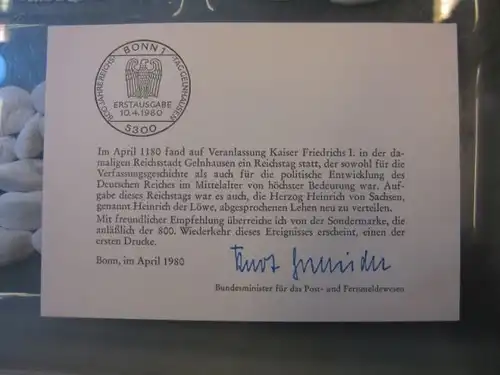 800 JAHRE REICHSTAG GELNHAUSEN
BONN 1
ERSTAUSGABE
10.4.1980
5300
Im April 1180 fand auf Veranlassung Kaiser Friedrichs I. in der da-
maligen Reichsstadt Gelnhausen ein Reichstag statt, der sowohl für die
Verfassungsgeschichte als auch für die politische Entwicklung des
Deutschen Reiches im Mittelalter von höchster Bedeutung war. Auf-
gabe dieses Reichstags war es auch, die Herzog Heinrich von Sachsen,
genannt Heinrich der Löwe, abgesprochenen Lehen neu zu verteilen.
Mit freundlicher Empfehlung überreiche ich von der Sondermarke, die
anläßlich der 800. Wiederkehr dieses Ereignisses erscheint, einen der
ersten Drucke.
Bonn, im April 1980
Kurt Gscheidle
Bundesminister für das Post- und Fernmeldewesen